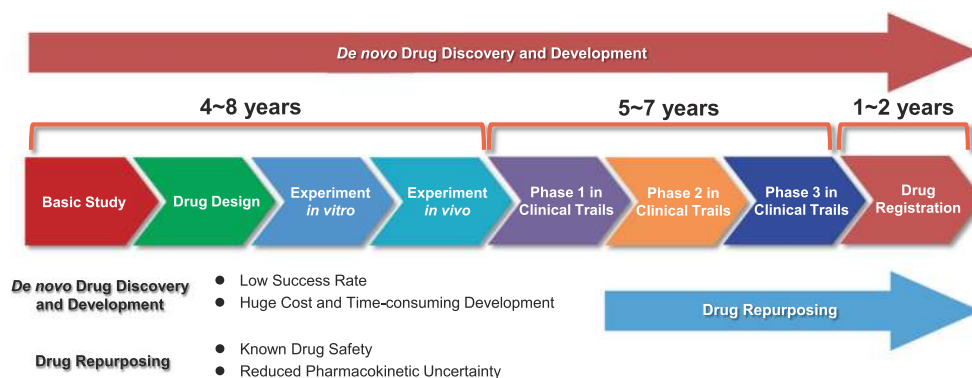 De novo Drug Discovery and Development
4~8 years
5~7 years
1~2 years
Basic Study
Drug Design
Experiment
in vitro
Experiment
in vivo
Phase 1 in
Clinical Trails
Phase 2 in
Clinical Trails
Phase 3 in
Clinical Trails
Drug
Registration
De novo Drug Discovery
and Development
● Low Success Rate
● Huge Cost and Time-consuming Development
Drug Repurposing
Drug Repurposing
● Known Drug Safety
● Reduced Pharmacokinetic Uncertainty